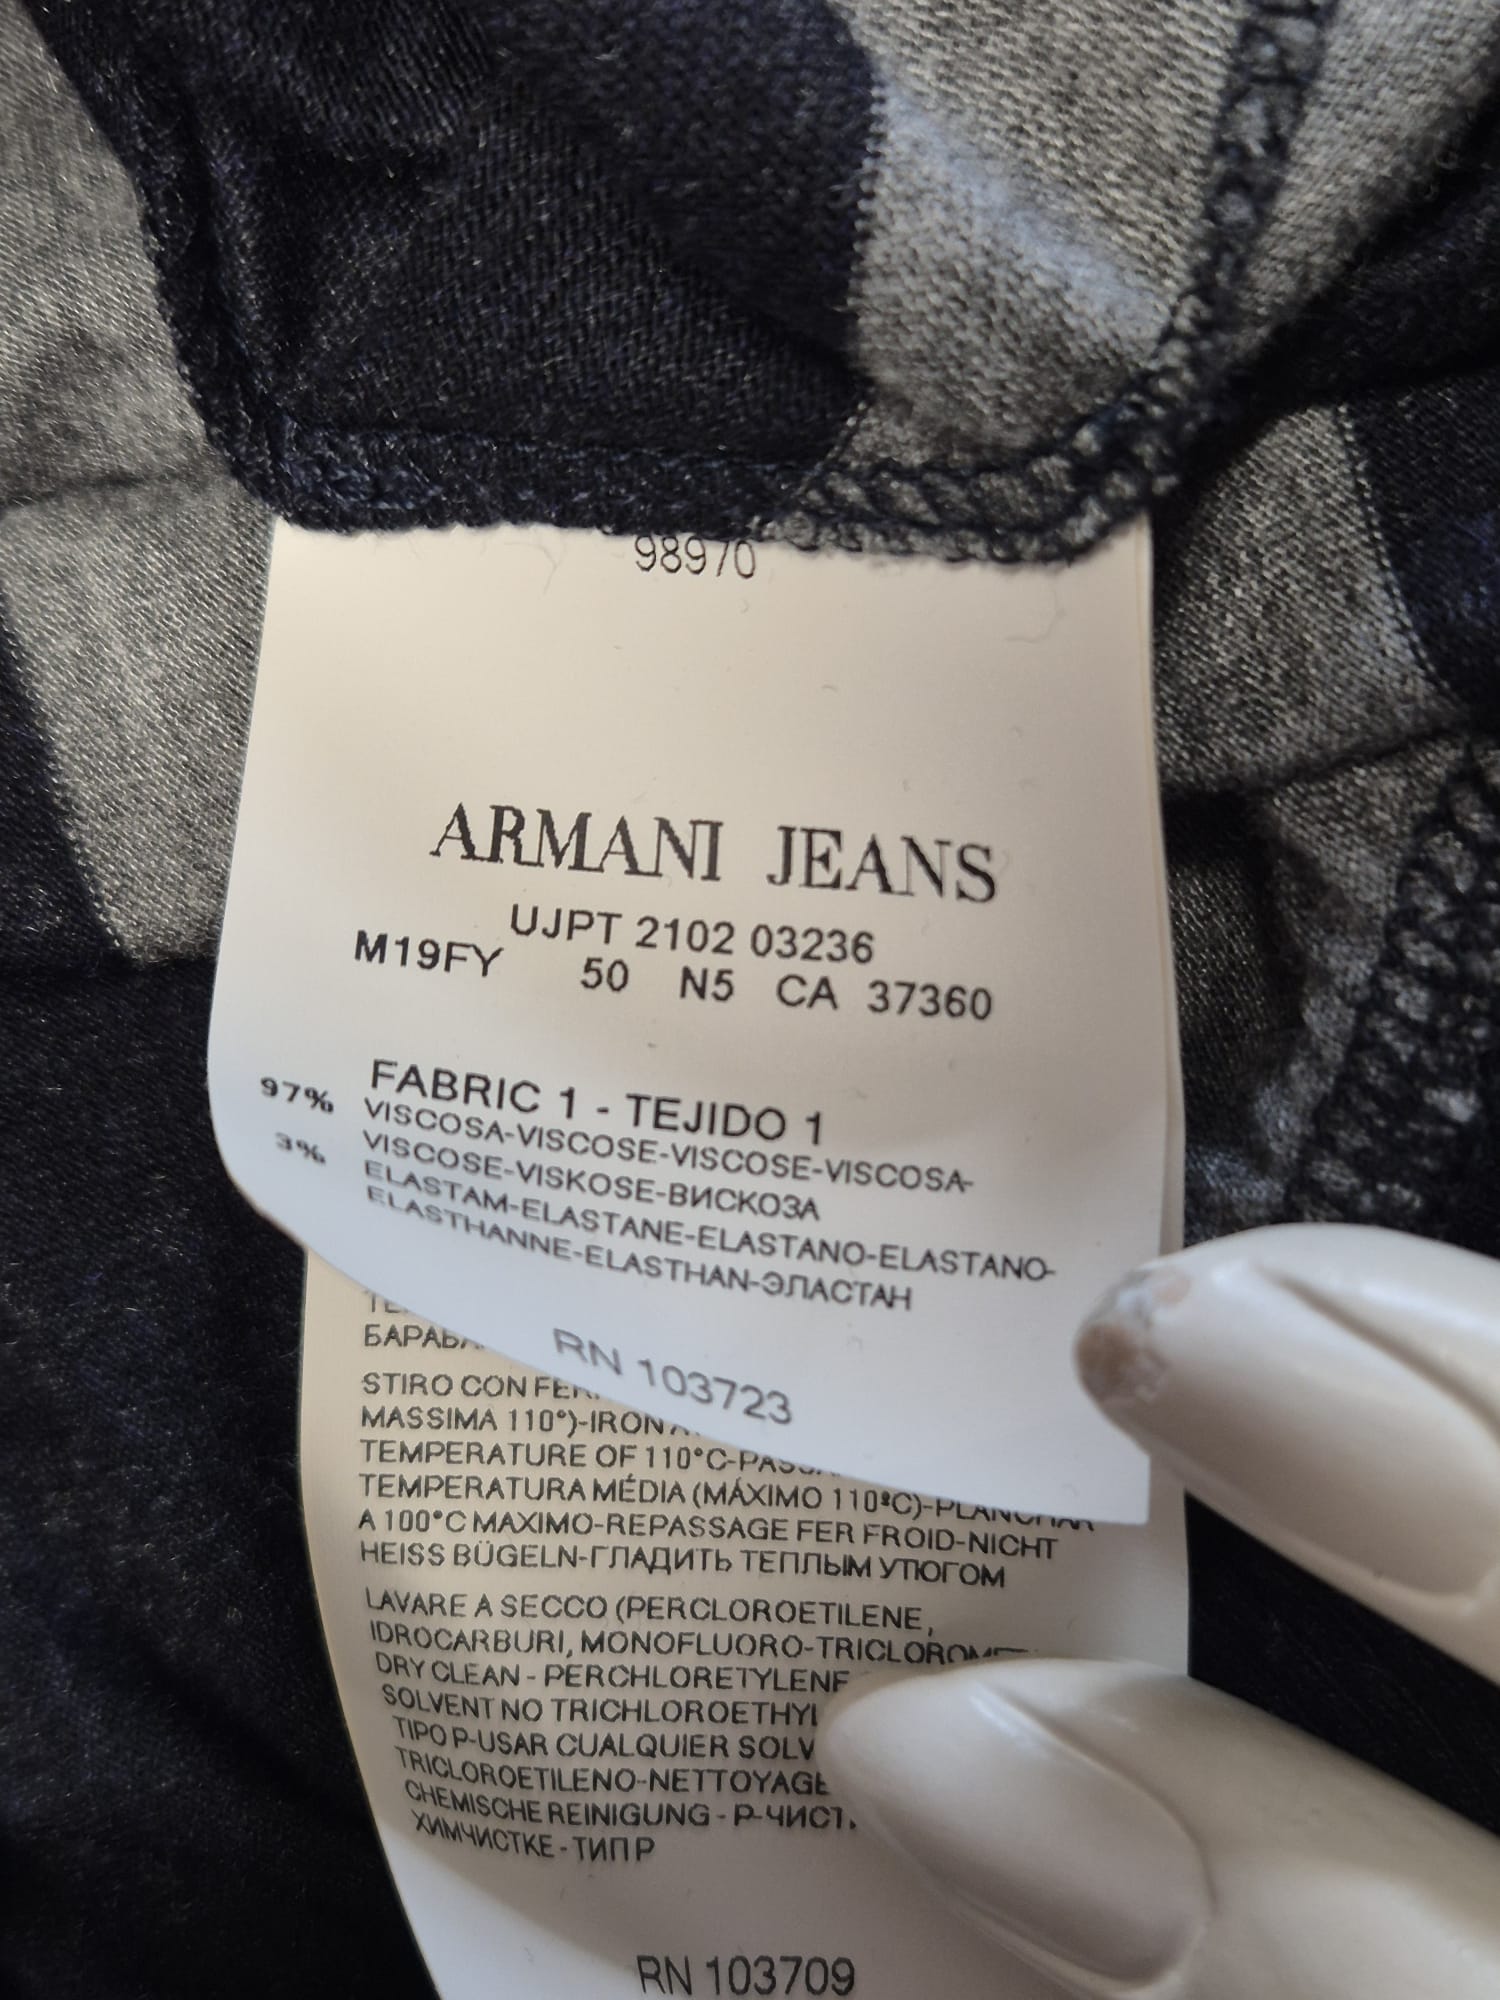 98970
ARMANI JEANS
UJPT 2102 03236
M19FY 50 N5 CA 37360
FABRIC 1 - TEJIDO 1
97% VISCOSA-VISCOSE-VISCOSE-VISCOSA-
VISCOSE-VISKOSE-ВИСКОЗА
3% ELASTAM-ELASTANE-ELASTANO-ELASTANO-
ELASTHANNE-ELASTHAN-ЭЛАСТАН
RN 103723
STIRO CON
MASSIMA 110°)-IRON
TEMPERATURE OF 110°C-
TEMPERATURA MÉDIA (MÁXIMO 110ºC)-PLANCHAR
A 100°C MAXIMO-REPASSAGE FER FROID-NICHT
HEISS BÜGELN-ГЛАДИТЬ ТЕПЛЫМ УТЮГОМ
LAVARE A SECCO (PERCLOROETILENE,
IDROCARBURI, MONOFLUORO-
DRY CLEAN - PERCHLORETYLENE
SOLVENT NO
TIPO P-USAR CUALQUIER
TRICLOROETILENO-NETTOYAGE
CHEMISCHE REINIGUNG - P-
ХИМЧИСТКЕ - ТИП P
RN 103709